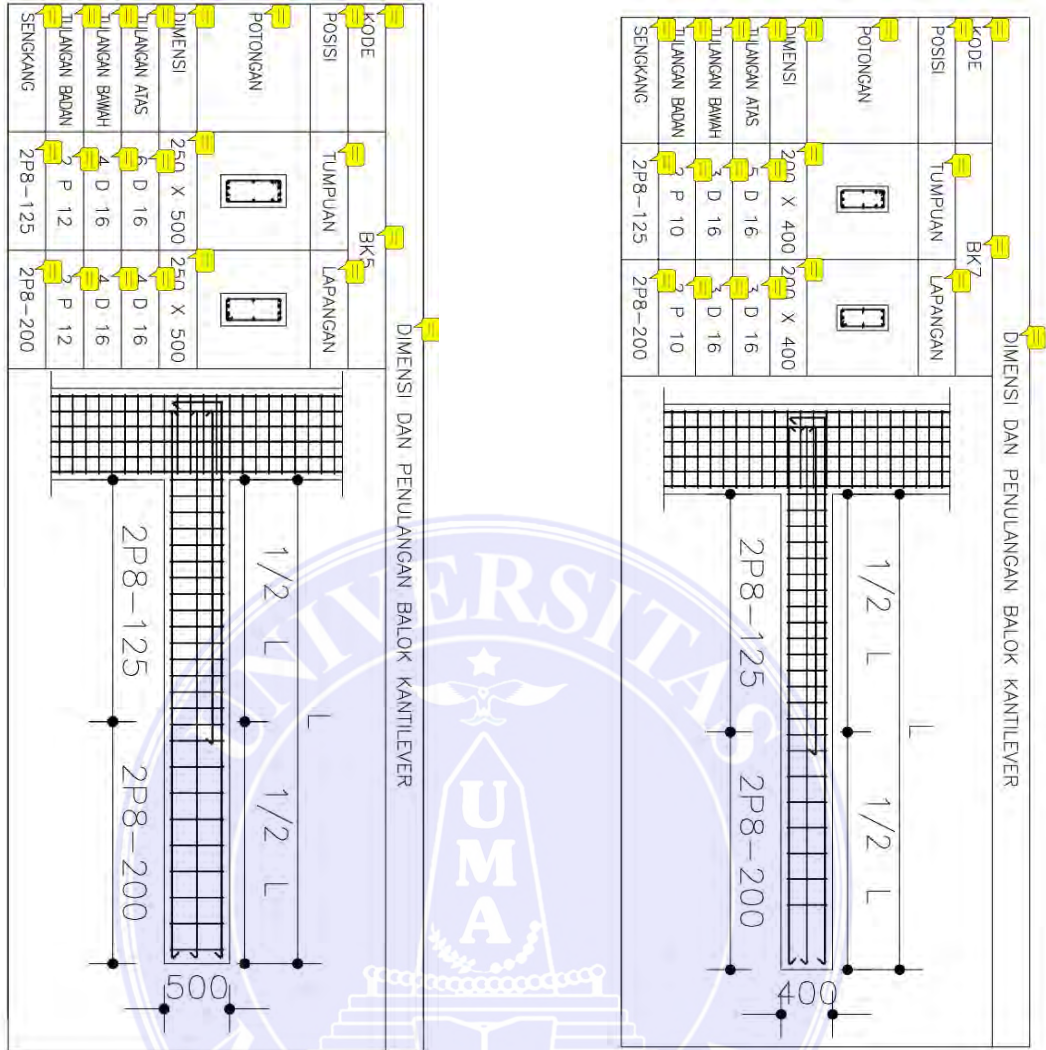 DIMENSI DAN PENULANGAN BALOK KANTILEVER
KODE BK7
POSISI TUMPUAN LAPANGAN
POTONGAN
DIMENSI 200 X 400 200 X 400
TULANGAN ATAS 5 D 16 3 D 16
TULANGAN BAWAH 3 D 16 3 D 16
TULANGAN BADAN 2 P 10 2 P 10
SENGKANG 2P8-125 2P8-200
L
1/2 L 1/2 L
400
2P8-125 2P8-200
DIMENSI DAN PENULANGAN BALOK KANTILEVER
KODE BK5
POSISI TUMPUAN LAPANGAN
POTONGAN
DIMENSI 250 X 500 250 X 500
TULANGAN ATAS 6 D 16 4 D 16
TULANGAN BAWAH 4 D 16 4 D 16
TULANGAN BADAN 2 P 12 2 P 12
SENGKANG 2P8-125 2P8-200
L
1/2 L 1/2 L
500
2P8-125 2P8-200
UNIVERSITAS
UMA